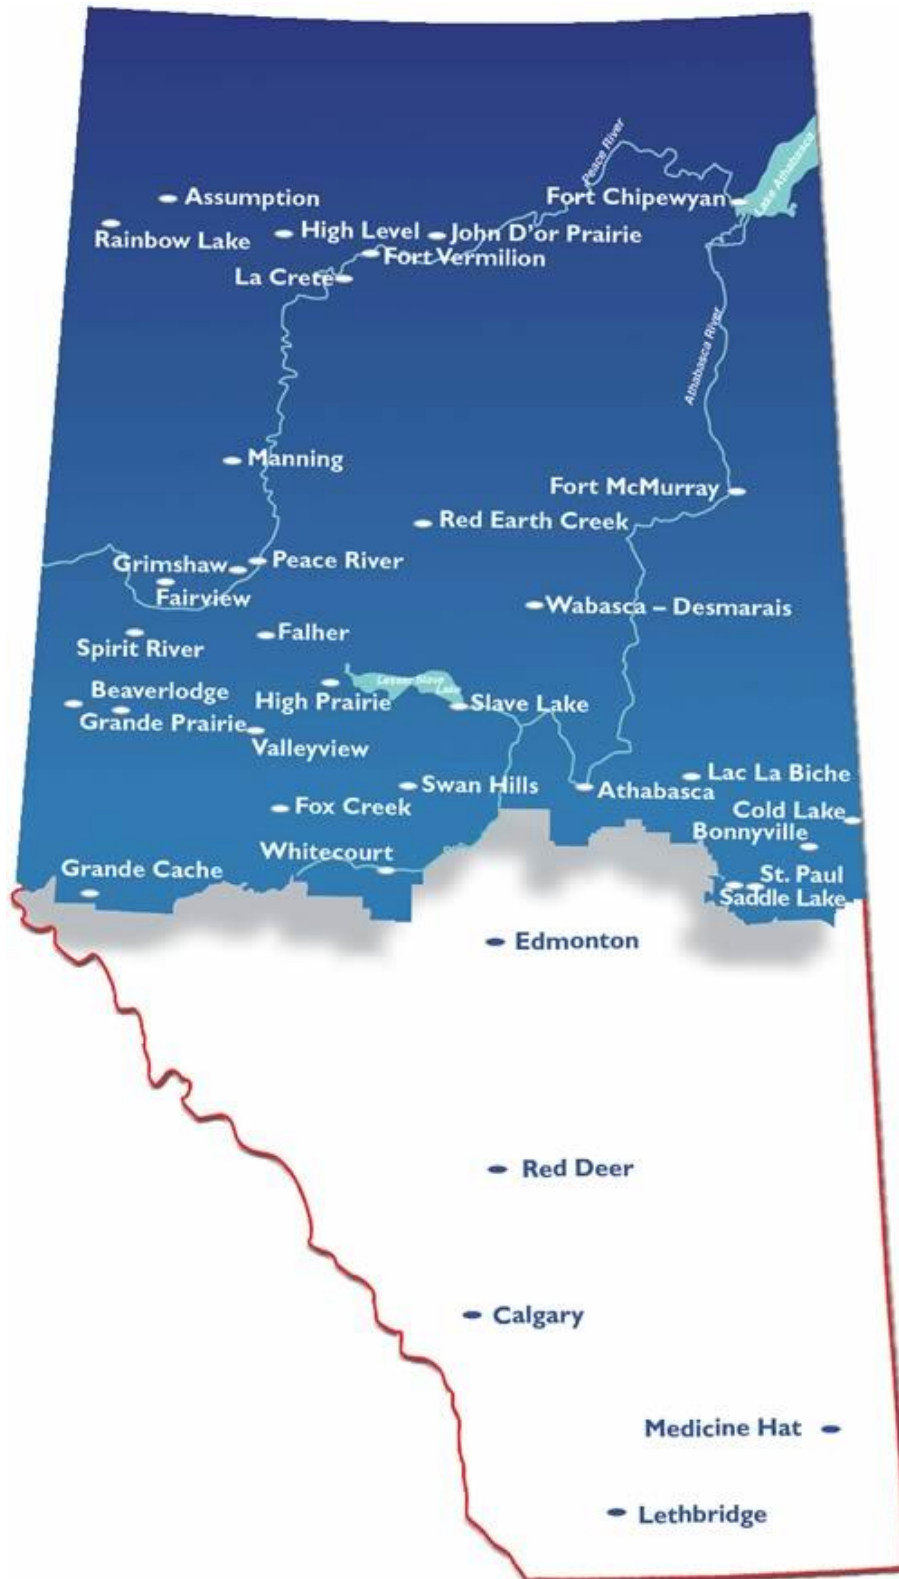 Peace River
Lake Athabasca
Assumption
Fort Chipewyan
Rainbow Lake
High Level
John D'or Prairie
Fort Vermilion
La Crete
Athabasca River
Manning
Fort McMurray
Red Earth Creek
Grimshaw
Peace River
Fairview
Wabasca – Desmarais
Spirit River
Falher
Beaverlodge
High Prairie
Lesser Slave
Lake
Slave Lake
Grande Prairie
Valleyview
Lac La Biche
Swan Hills
Athabasca
Fox Creek
Cold Lake
Bonnyville
Whitecourt
Grande Cache
St. Paul
Saddle Lake
Edmonton
Red Deer
Calgary
Medicine Hat
Lethbridge